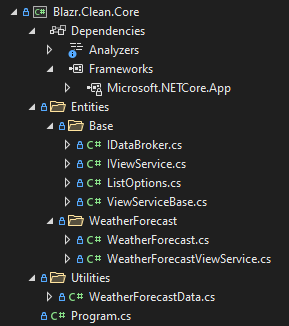 Blazr.Clean.Core
Dependencies
Analyzers
Frameworks
Microsoft.NETCore.App
Entities
Base
C# IDataBroker.cs
C# IViewService.cs
C# ListOptions.cs
C# ViewServiceBase.cs
WeatherForecast
C# WeatherForecast.cs
C# WeatherForecastViewService.cs
Utilities
C# WeatherForecastData.cs
C# Program.cs